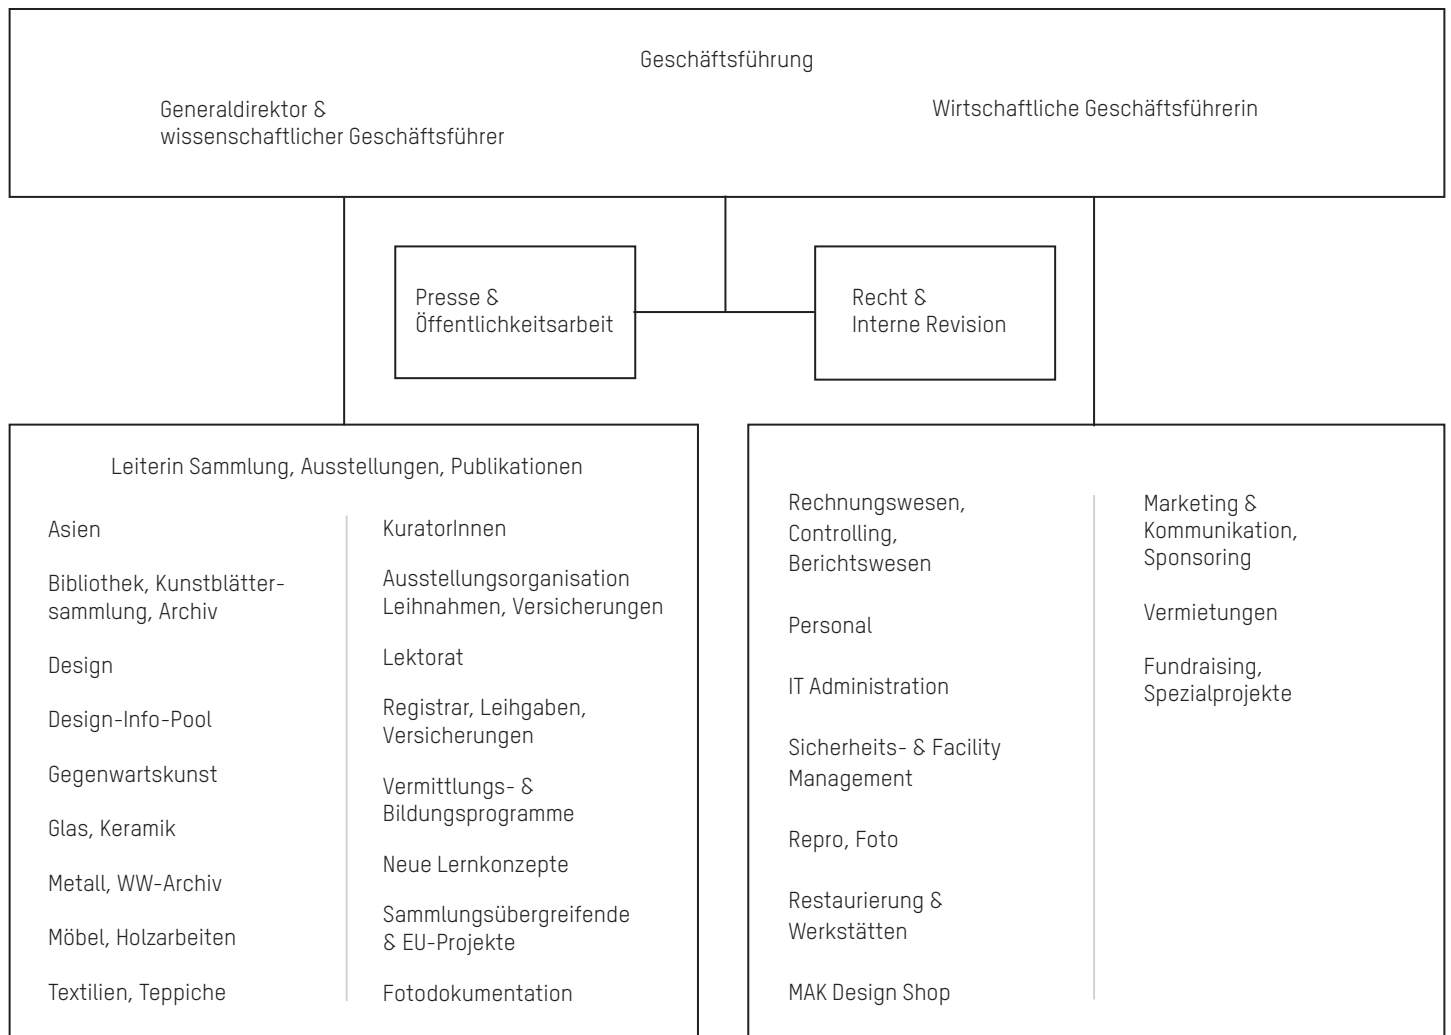 Geschäftsführung
Generaldirektor &
wissenschaftlicher Geschäftsführer
Wirtschaftliche Geschäftsführerin
Presse &
Öffentlichkeitsarbeit
Recht &
Interne Revision
Leiterin Sammlung, Ausstellungen, Publikationen
Asien
Bibliothek, Kunstblätter-
sammlung, Archiv
Design
Design-Info-Pool
Gegenwartskunst
Glas, Keramik
Metall, WW-Archiv
Möbel, Holzarbeiten
Textilien, Teppiche
KuratorInnen
Ausstellungsorganisation
Leihnahmen, Versicherungen
Lektorat
Registrar, Leihgaben,
Versicherungen
Vermittlungs- &
Bildungsprogramme
Neue Lernkonzepte
Sammlungsübergreifende
& EU-Projekte
Fotodokumentation
Rechnungswesen,
Controlling,
Berichtswesen
Personal
IT Administration
Sicherheits- & Facility
Management
Repro, Foto
Restaurierung &
Werkstätten
MAK Design Shop
Marketing &
Kommunikation,
Sponsoring
Vermietungen
Fundraising,
Spezialprojekte